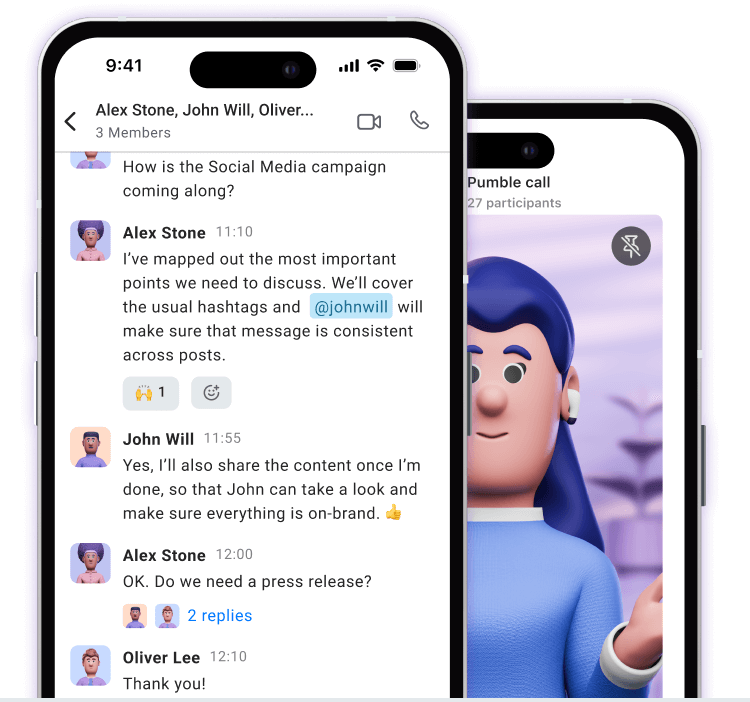 9:41
Alex Stone, John Will, Oliver...
3 Members
How is the Social Media campaign
coming along?
Alex Stone 11:10
I’ve mapped out the most important
points we need to discuss. We’ll cover
the usual hashtags and @johnwill will
make sure that message is consistent
across posts.
🙌 1
John Will 11:55
Yes, I’ll also share the content once I’m
done, so that John can take a look and
make sure everything is on-brand. 👍
Alex Stone 12:00
OK. Do we need a press release?
2 replies
Oliver Lee 12:10
Thank you!
Pumble call
27 participants